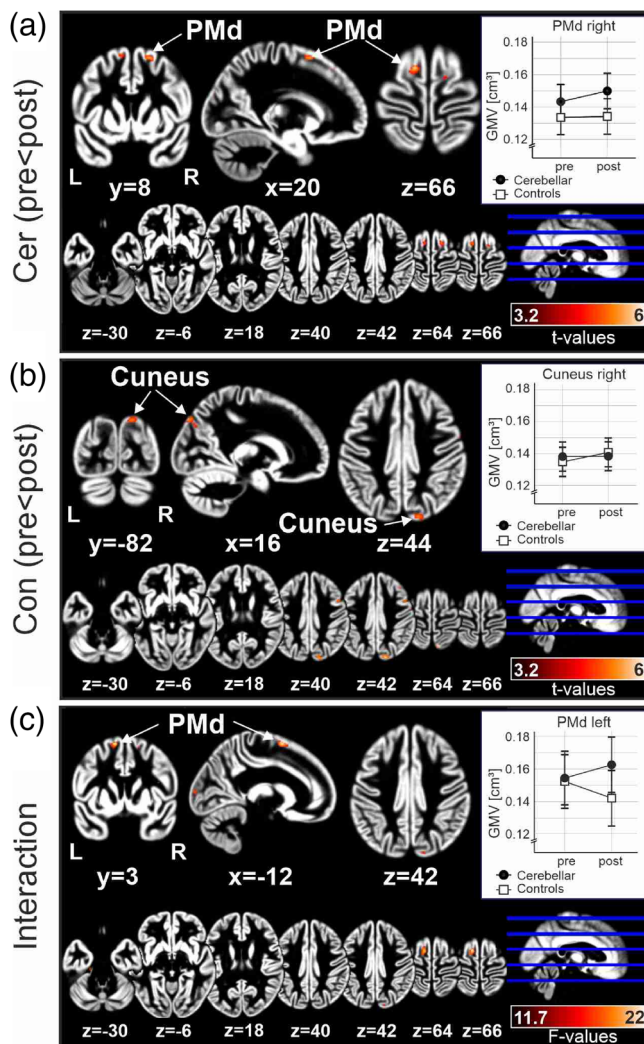 (a)
Cer (pre<post)
PMd PMd
L R
y=8 x=20 z=66
PMd right
GMV [cm³]
0.18
0.16
0.14
0.12
pre post
Cerebellar
Controls
z=-30 z=-6 z=18 z=40 z=42 z=64 z=66
3.2 6
t-values
(b)
Con (pre<post)
Cuneus
L R
Cuneus
y=-82 x=16 z=44
Cuneus right
GMV [cm³]
0.18
0.16
0.14
0.12
pre post
Cerebellar
Controls
z=-30 z=-6 z=18 z=40 z=42 z=64 z=66
3.2 6
t-values
(c)
Interaction
PMd
L R
y=3 x=-12 z=42
PMd left
GMV [cm³]
0.18
0.16
0.14
0.12
pre post
Cerebellar
Controls
z=-30 z=-6 z=18 z=40 z=42 z=64 z=66
11.7 22
F-values